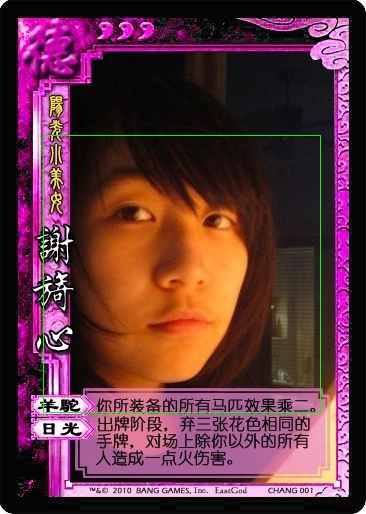 德
陽光小美女
謝漪心
羊駝 你所装备的所有马匹效果乘二。
日光 出牌阶段，弃三张花色相同的
手牌，对场上除你以外的所有
人造成一点火伤害。
™&© 2010 BANG GAMES, Inc. EastGod CHANG 001